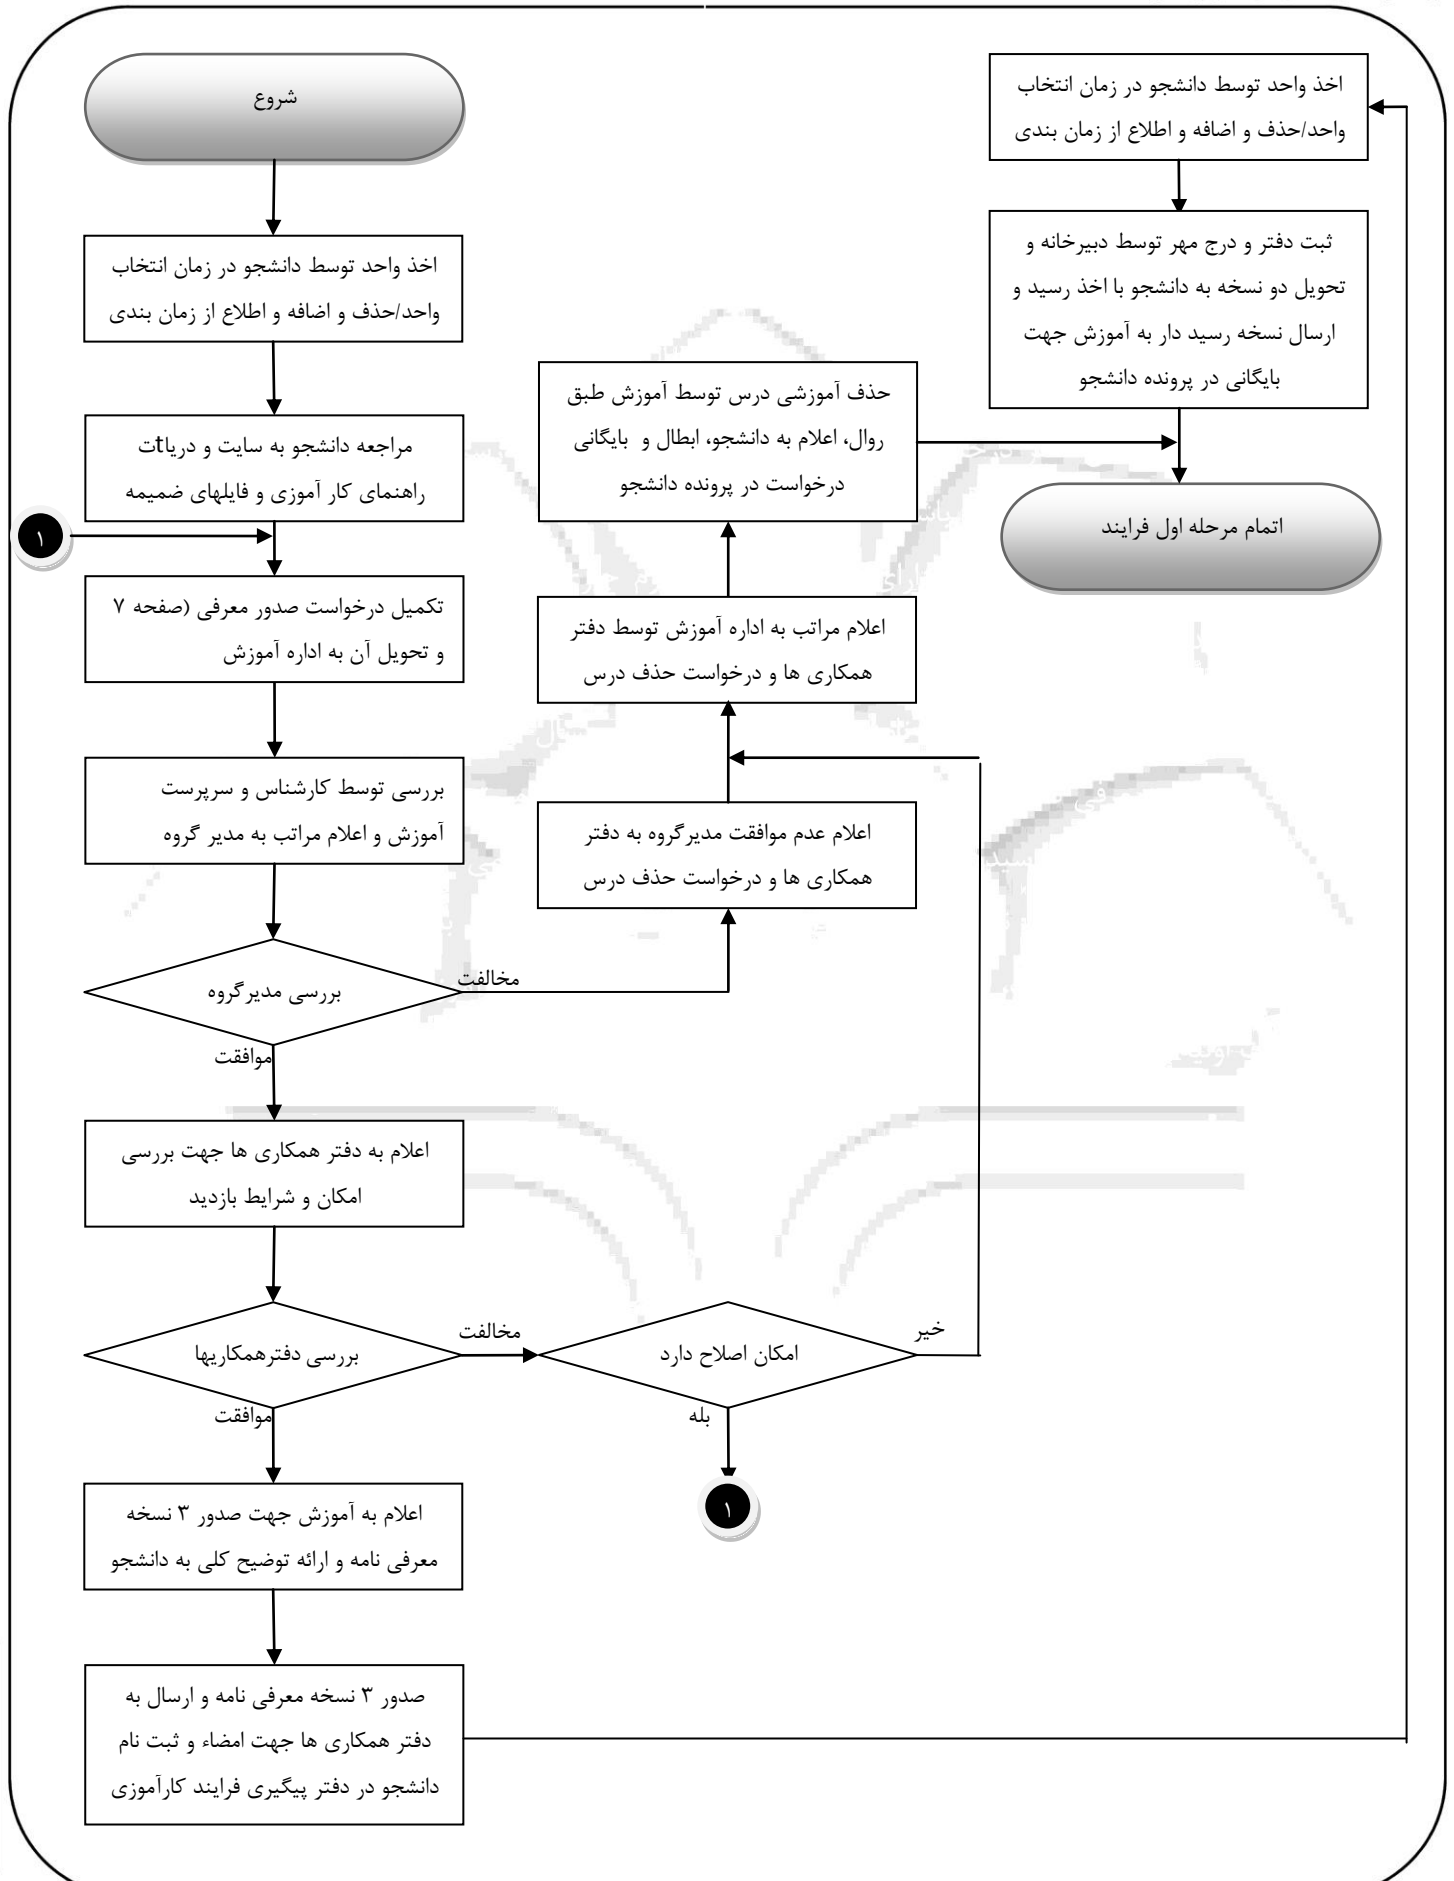 شروع
اخذ واحد توسط دانشجو در زمان انتخاب
واحد/حذف و اضافه و اطلاع از زمان بندی
مراجعه دانشجو به سایت و دریاtت
راهنمای کار آموزی و فایلهای ضمیمه
۱
تکمیل درخواست صدور معرفی (صفحه ۷
و تحویل آن به اداره آموزش
بررسی توسط کارشناس و سرپرست
آموزش و اعلام مراتب به مدیر گروه
بررسی مدیرگروه
مخالفت
موافقت
اعلام به دفتر همکاری ها جهت بررسی
امکان و شرایط بازدید
بررسی دفترهمکاریها
مخالفت
موافقت
اعلام به آموزش جهت صدور ۳ نسخه
معرفی نامه و ارائه توضیح کلی به دانشجو
صدور ۳ نسخه معرفی نامه و ارسال به
دفتر همکاری ها جهت امضاء و ثبت نام
دانشجو در دفتر پیگیری فرایند کارآموزی
حذف آموزشی درس توسط آموزش طبق
روال، اعلام به دانشجو، ابطال و  بایگانی
درخواست در پرونده دانشجو
اعلام مراتب به اداره آموزش توسط دفتر
همکاری ها و درخواست حذف درس
اعلام عدم موافقت مدیرگروه به دفتر
همکاری ها و درخواست حذف درس
امکان اصلاح دارد
خیر
بله
۱
اخذ واحد توسط دانشجو در زمان انتخاب
واحد/حذف و اضافه و اطلاع از زمان بندی
ثبت دفتر و درج مهر توسط دبیرخانه و
تحویل دو نسخه به دانشجو با اخذ رسید و
ارسال نسخه رسید دار به آموزش جهت
بایگانی در پرونده دانشجو
اتمام مرحله اول فرایند